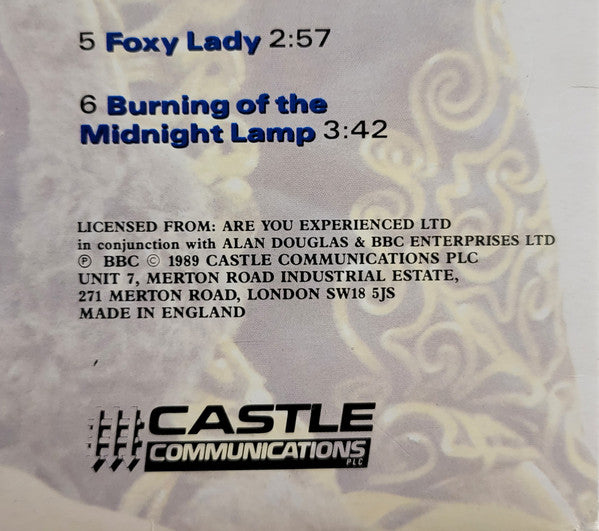 5 Foxy Lady 2:57
6 Burning of the
Midnight Lamp 3:42
LICENSED FROM: ARE YOU EXPERIENCED LTD
in conjunction with ALAN DOUGLAS & BBC ENTERPRISES LTD
Ⓟ BBC © 1989 CASTLE COMMUNICATIONS PLC
UNIT 7, MERTON ROAD INDUSTRIAL ESTATE,
271 MERTON ROAD, LONDON SW18 5JS
MADE IN ENGLAND
CASTLE
COMMUNICATIONS
PLC